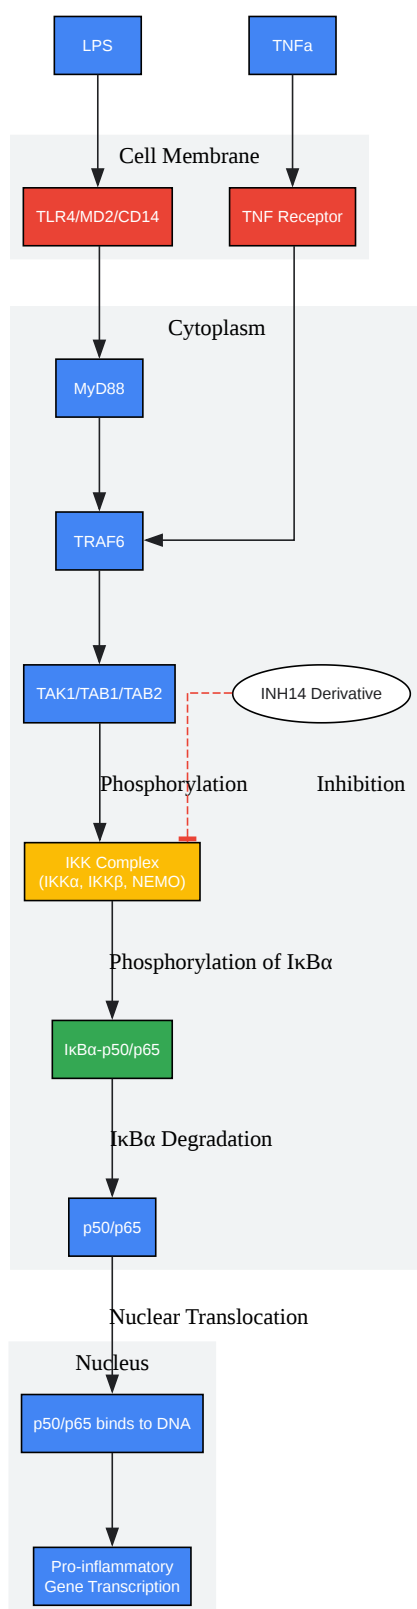 LPS
TNFa
Cell Membrane
TLR4/MD2/CD14
TNF Receptor
Cytoplasm
MyD88
TRAF6
TAK1/TAB1/TAB2
INH14 Derivative
Phosphorylation
Inhibition
IKK Complex
(IKKα, IKKβ, NEMO)
Phosphorylation of IκBα
IκBα-p50/p65
IκBα Degradation
p50/p65
Nuclear Translocation
Nucleus
p50/p65 binds to DNA
Pro-inflammatory
Gene Transcription